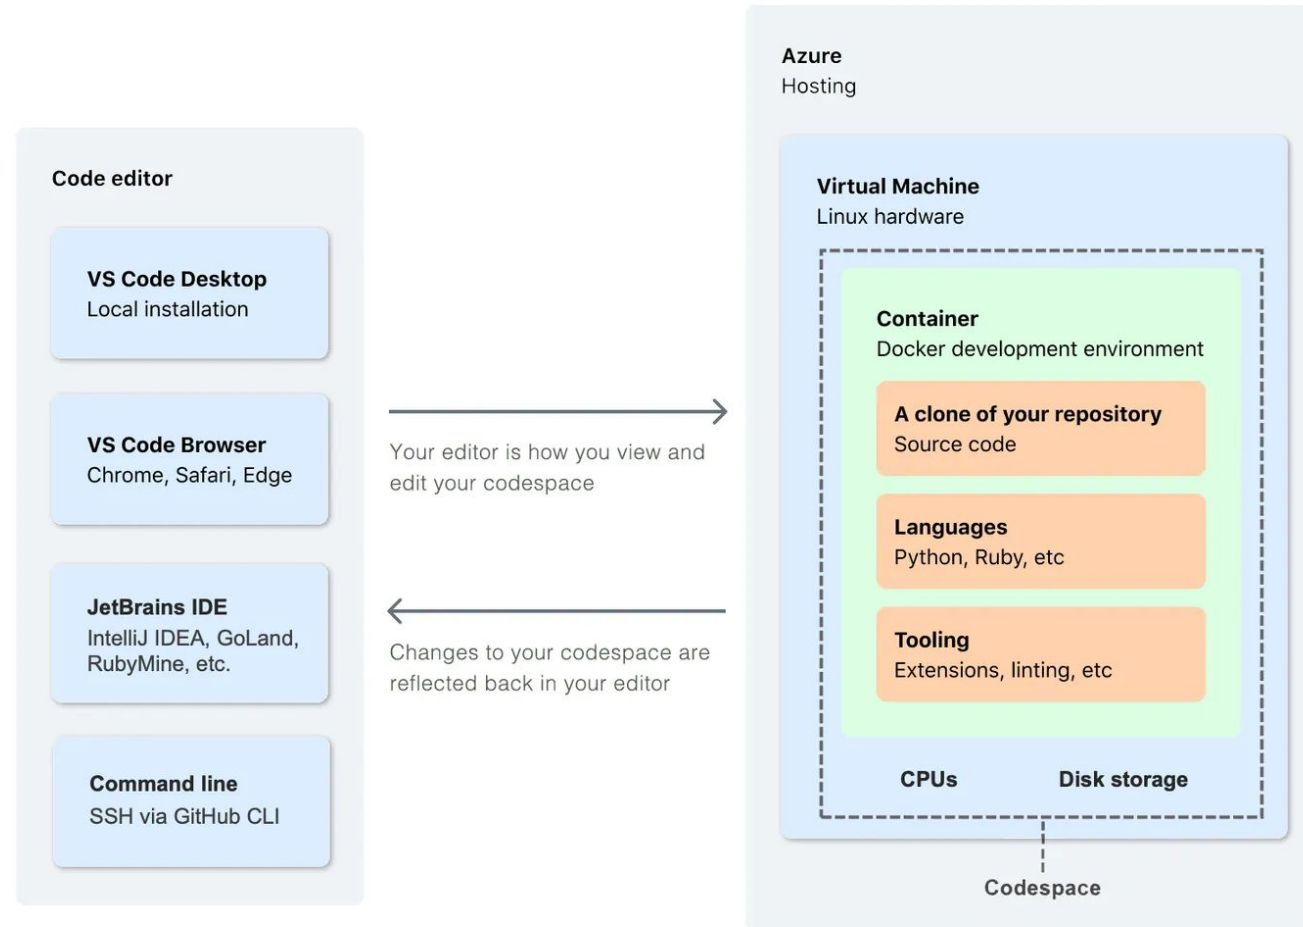 Code editor
VS Code Desktop
Local installation
VS Code Browser
Chrome, Safari, Edge
JetBrains IDE
IntelliJ IDEA, GoLand,
RubyMine, etc.
Command line
SSH via GitHub CLI
Your editor is how you view and
edit your codespace
Changes to your codespace are
reflected back in your editor
Azure
Hosting
Virtual Machine
Linux hardware
Container
Docker development environment
A clone of your repository
Source code
Languages
Python, Ruby, etc
Tooling
Extensions, linting, etc
CPUs
Disk storage
Codespace